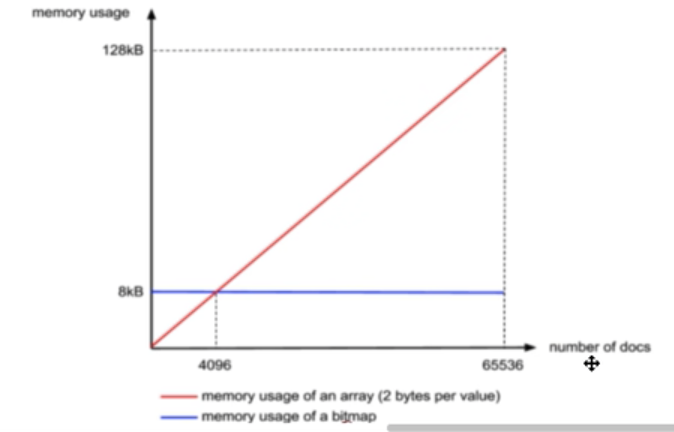 memory usage
128kB
8kB
4096
65536
number of docs
memory usage of an array (2 bytes per value)
memory usage of a bitmap